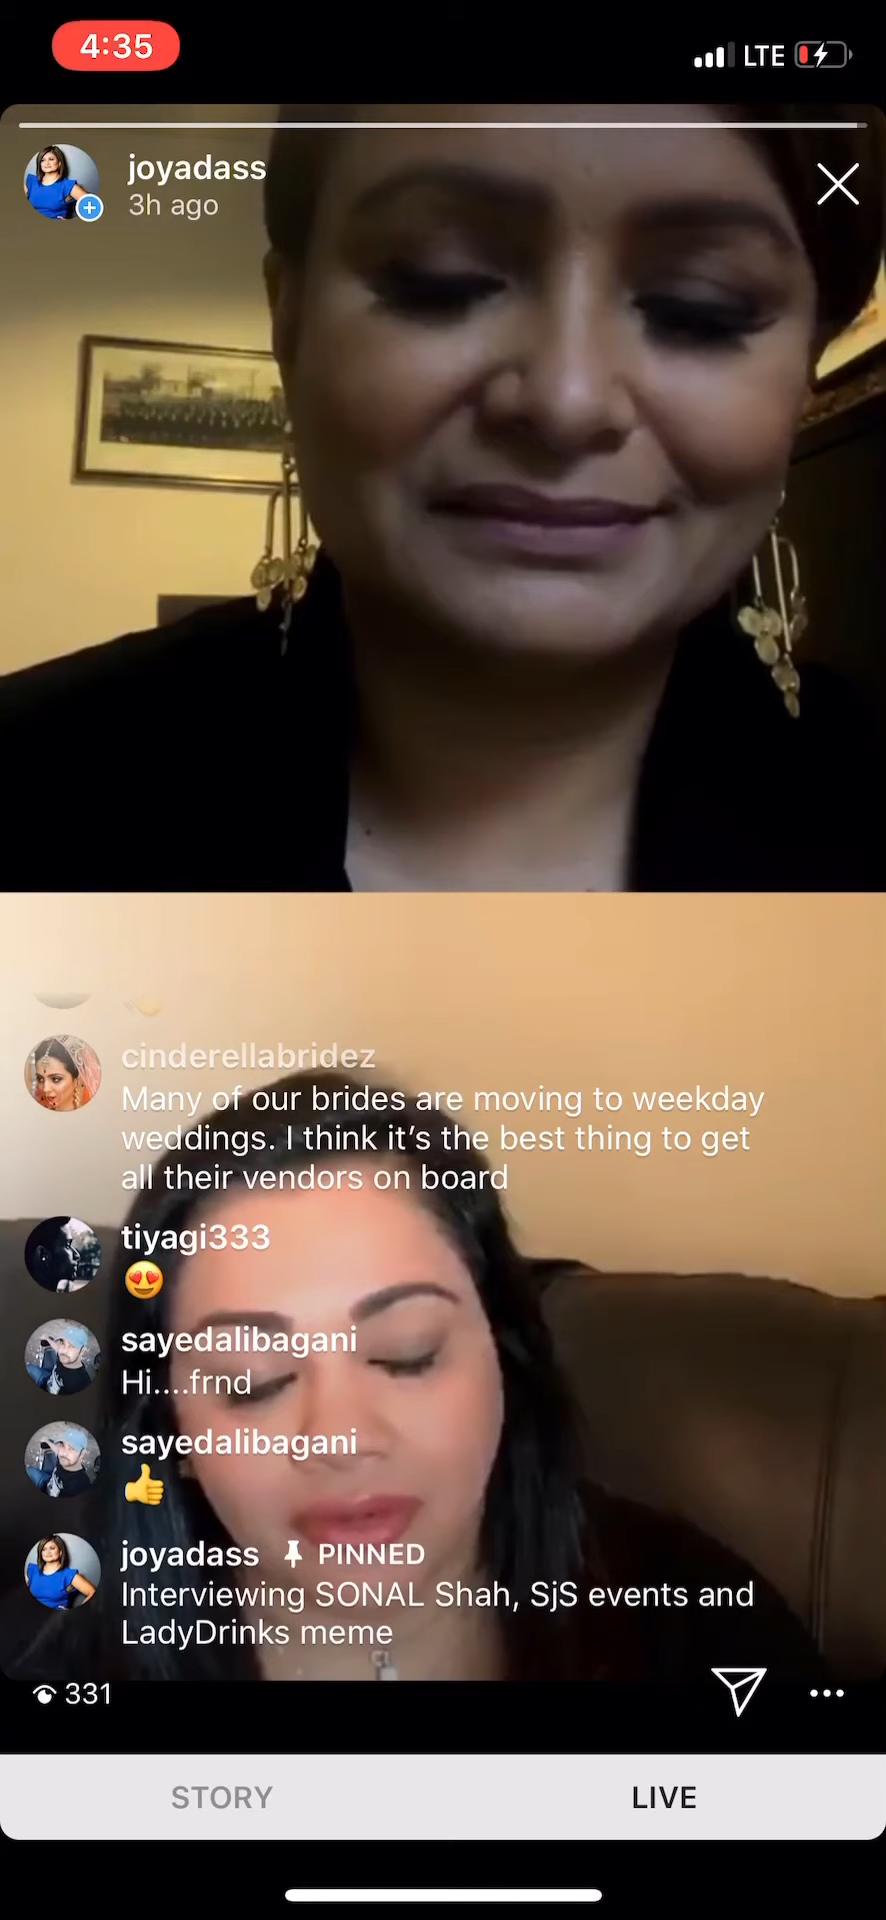 4:35
LTE
joyadass
3h ago
cinderellabridez
Many of our brides are moving to weekday
weddings. I think it's the best thing to get
all their vendors on board
tiyagi333
😍
sayedalibagani
Hi....frnd
sayedalibagani
👍
joyadass PINNED
Interviewing SONAL Shah, SjS events and
LadyDrinks meme
331
STORY LIVE